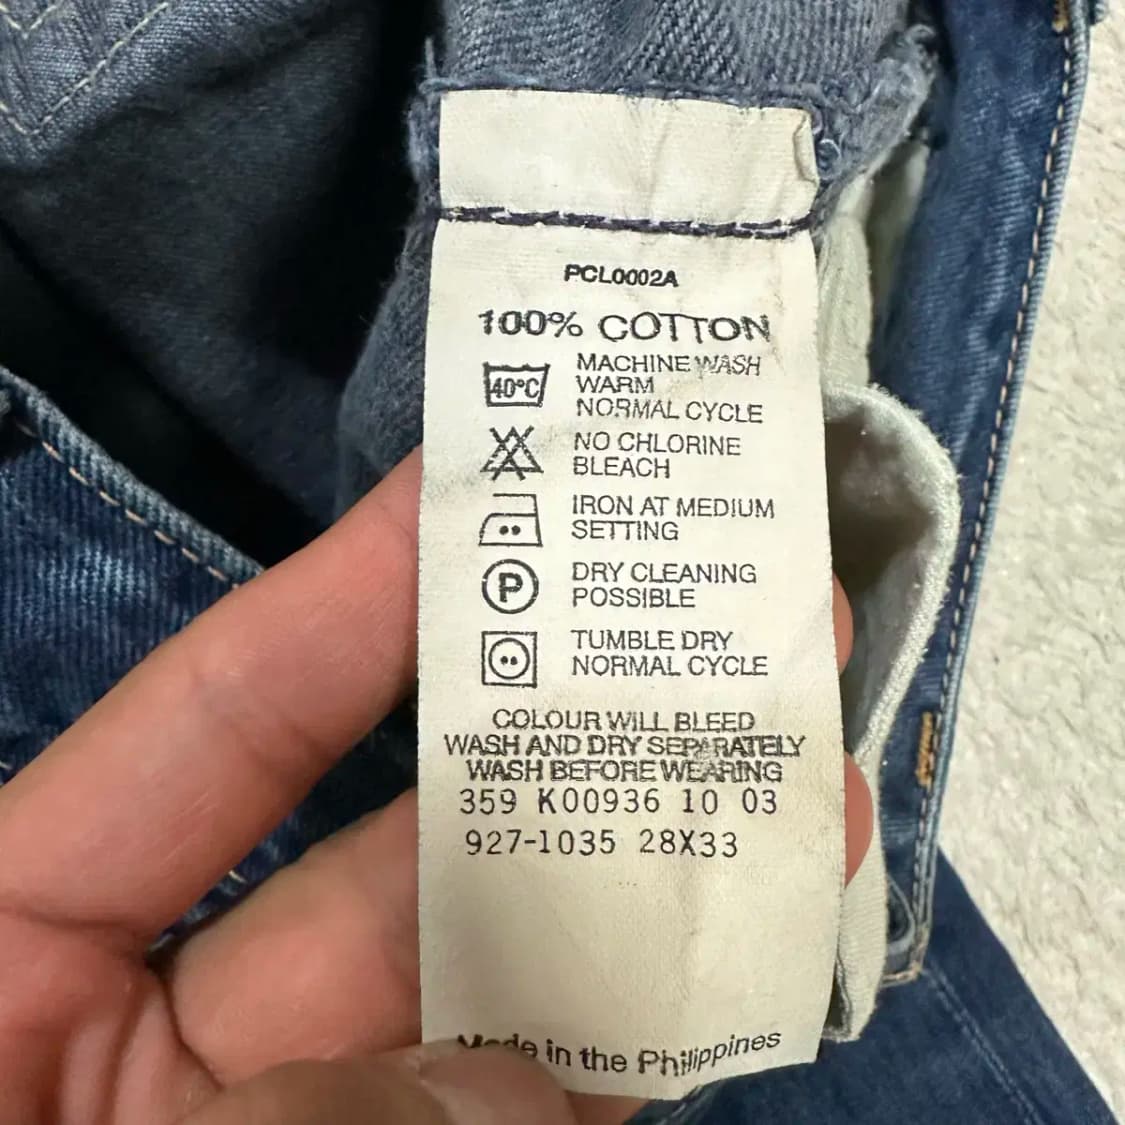 PCL0002A
100% COTTON
40°C
MACHINE WASH
WARM
NORMAL CYCLE
NO CHLORINE
BLEACH
IRON AT MEDIUM
SETTING
P
DRY CLEANING
POSSIBLE
TUMBLE DRY
NORMAL CYCLE
COLOUR WILL BLEED
WASH AND DRY SEPARATELY
WASH BEFORE WEARING
359 K00936 10 03
927-1035 28X33
Made in the Philippines